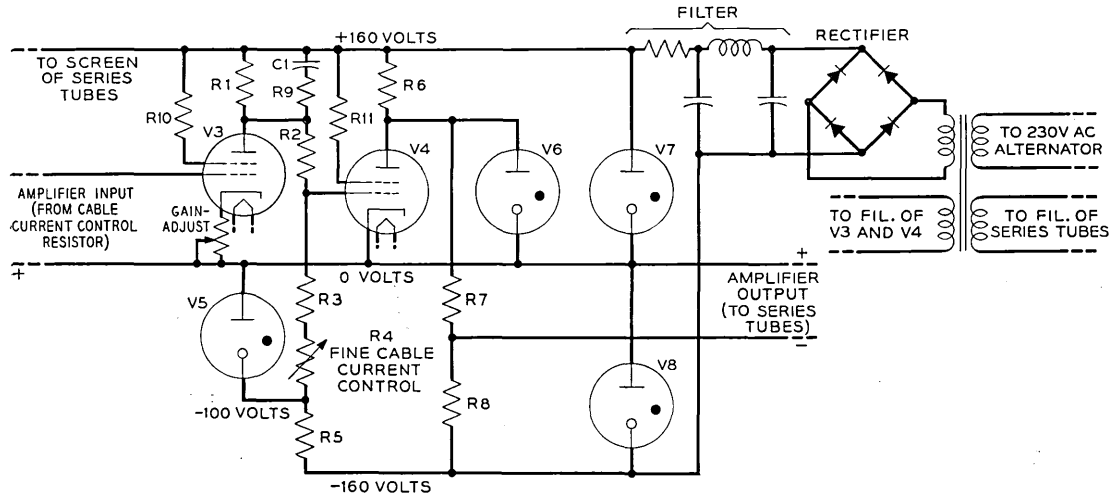 FILTER
RECTIFIER
+160 VOLTS
TO SCREEN
OF SERIES
TUBES
R1
C1
R9
R6
R10
R2
R11
V3
V4
V6
V7
TO 230V AC
ALTERNATOR
AMPLIFIER INPUT
(FROM CABLE
CURRENT CONTROL
RESISTOR)
GAIN-
ADJUST
TO FIL. OF
V3 AND V4
TO FIL. OF
SERIES TUBES
+
0 VOLTS
+
AMPLIFIER
OUTPUT
(TO SERIES
TUBES)
−
V5
R3
R7
R4
FINE CABLE
CURRENT
CONTROL
V8
-100 VOLTS
R8
R5
-160 VOLTS